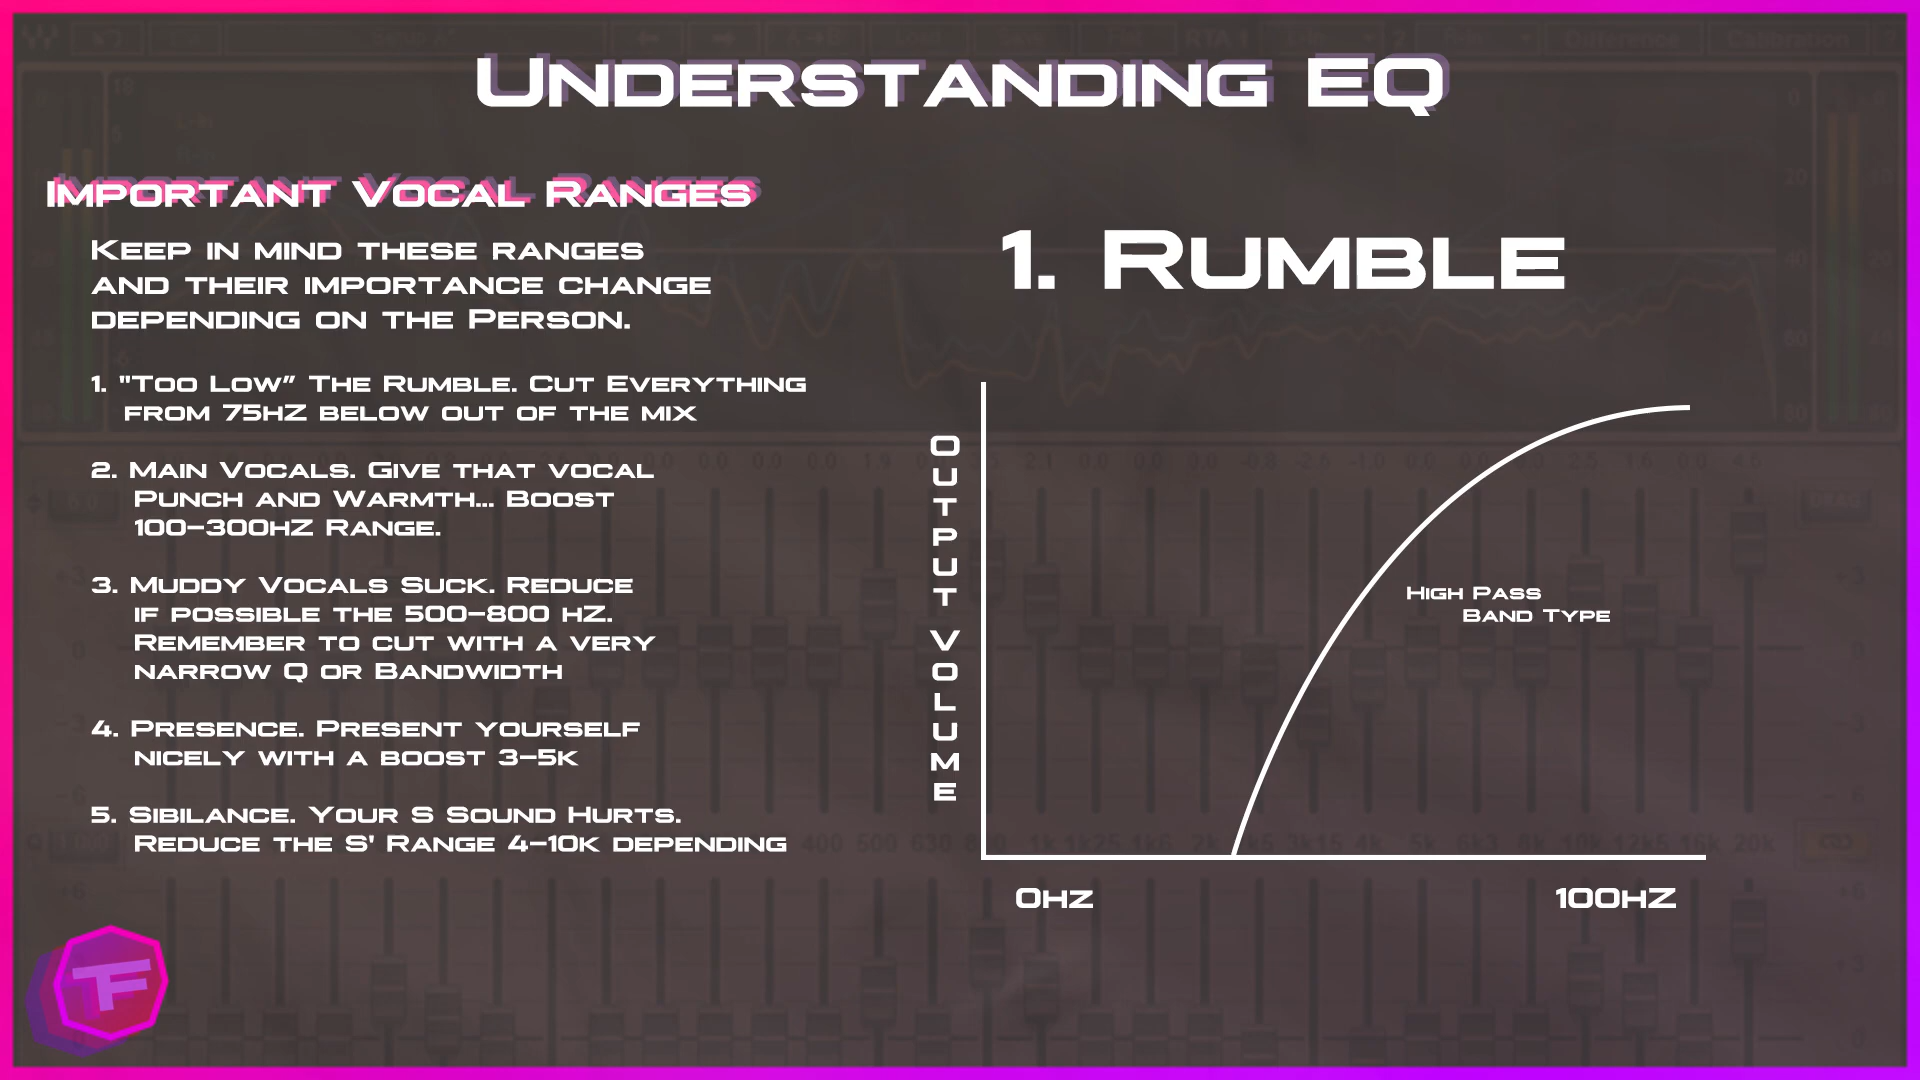 Understanding EQ
Important Vocal Ranges
Keep in mind these ranges
and their importance change
depending on the Person.
1. "Too Low" The Rumble. Cut Everything
from 75hz below out of the mix
2. Main Vocals. Give that vocal
Punch and Warmth... Boost
100-300hz Range.
3. Muddy Vocals Suck. Reduce
if possible the 500-800 hz.
Remember to cut with a very
narrow Q or Bandwidth
4. Presence. Present yourself
nicely with a boost 3-5k
5. Sibilance. Your S Sound Hurts.
Reduce the S' Range 4-10k depending
1. Rumble
Output Volume
High Pass
Band Type
0hz
100hz
TF